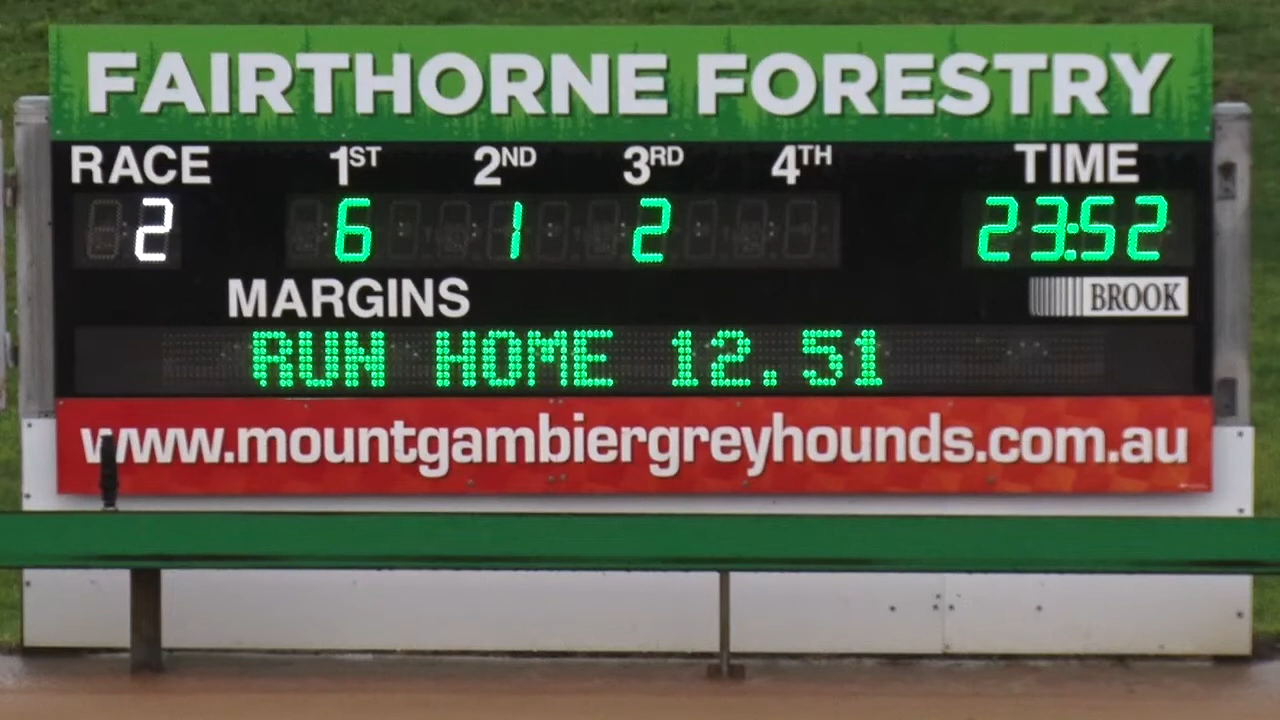 FAIRTHORNE FORESTRY
RACE 1ST 2ND 3RD 4TH TIME
2 6 1 2 23:52
MARGINS BROOK
RUN HOME 12.51
www.mountgambiergreyhounds.com.au